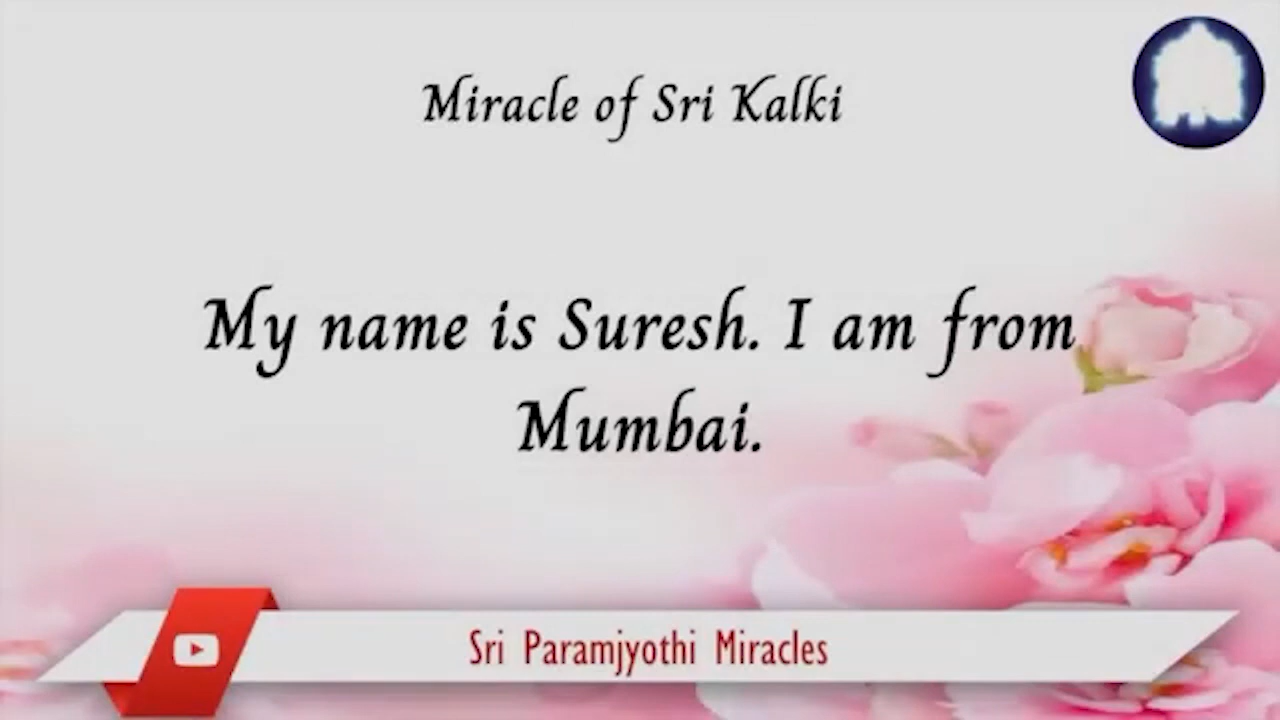 Miracle of Sri Kalki
My name is Suresh. I am from
Mumbai.
Sri Paramjyothi Miracles